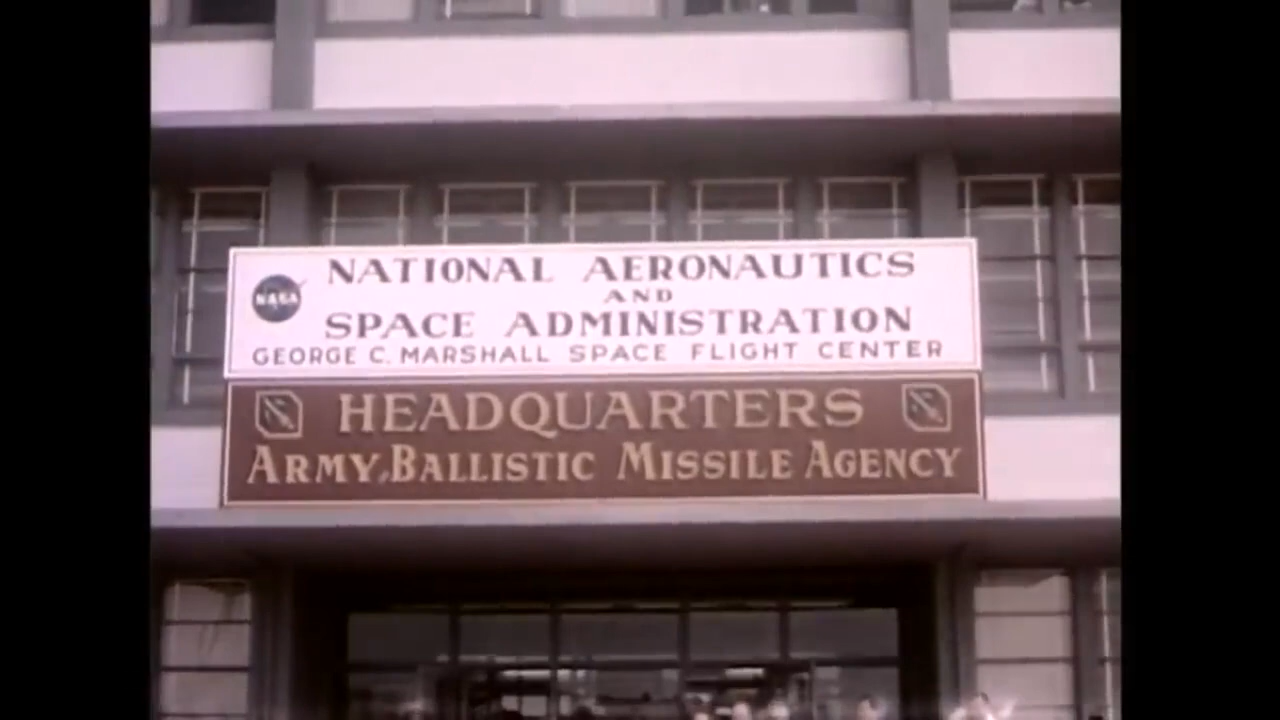 NATIONAL AERONAUTICS
AND
SPACE ADMINISTRATION
NASA
GEORGE C. MARSHALL SPACE FLIGHT CENTER
HEADQUARTERS
ARMY BALLISTIC MISSILE AGENCY